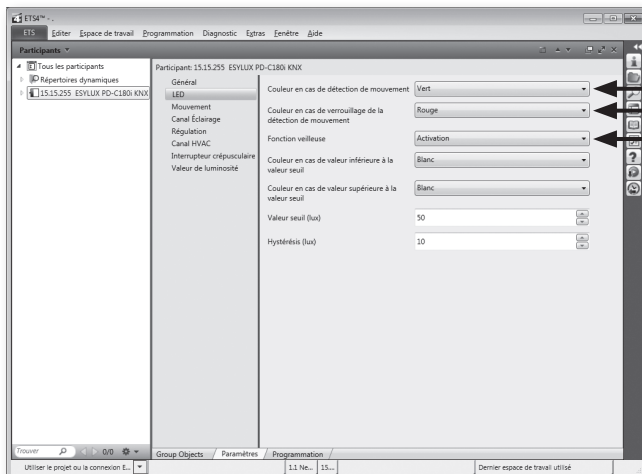 ETS4™ - .
ETS Editer Espace de travail Programmation Diagnostic Extras Fenêtre Aide
Participants
Tous les participants
Répertoires dynamiques
15.15.255 ESYLUX PD-C180i KNX
Participant: 15.15.255 ESYLUX PD-C180i KNX
Général
LED
Mouvement
Canal Éclairage
Régulation
Canal HVAC
Interrupteur crépusculaire
Valeur de luminosité
Couleur en cas de détection de mouvement Vert
Couleur en cas de verrouillage de la
détection de mouvement
Rouge
Fonction veilleuse Activation
Couleur en cas de valeur inférieure à la
valeur seuil
Blanc
Couleur en cas de valeur supérieure à la
valeur seuil
Blanc
Valeur seuil (lux) 50
Hystérésis (lux) 10
Trouver 0/0
Group Objects Paramètres Programmation
Utiliser le projet ou la connexion E... 1.1 Ne... 15.... Dernier espace de travail utilisé